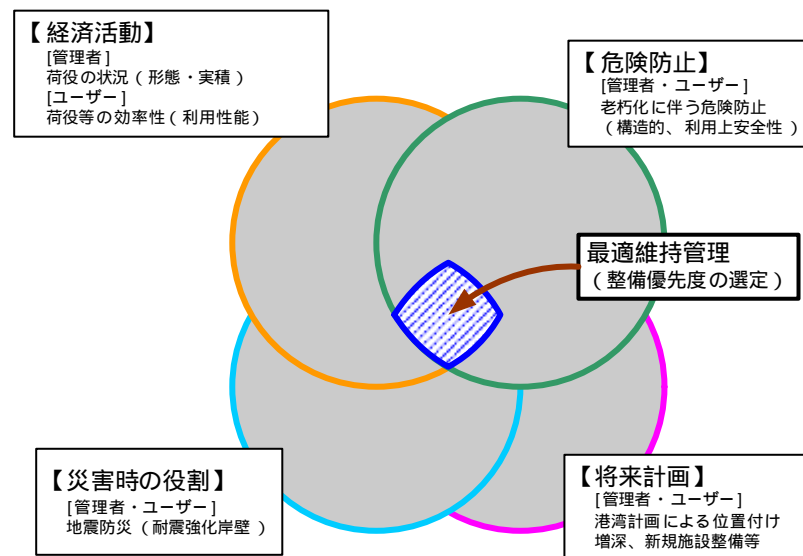 【経済活動】
[管理者]
荷役の状況（形態・実積）
[ユーザー]
荷役等の効率性（利用性能）
【危険防止】
[管理者・ユーザー]
老朽化に伴う危険防止
（構造的、利用上安全性）
最適維持管理
（整備優先度の選定）
【災害時の役割】
[管理者・ユーザー]
地震防災（耐震強化岸壁）
【将来計画】
[管理者・ユーザー]
港湾計画による位置付け
増深、新規施設整備等